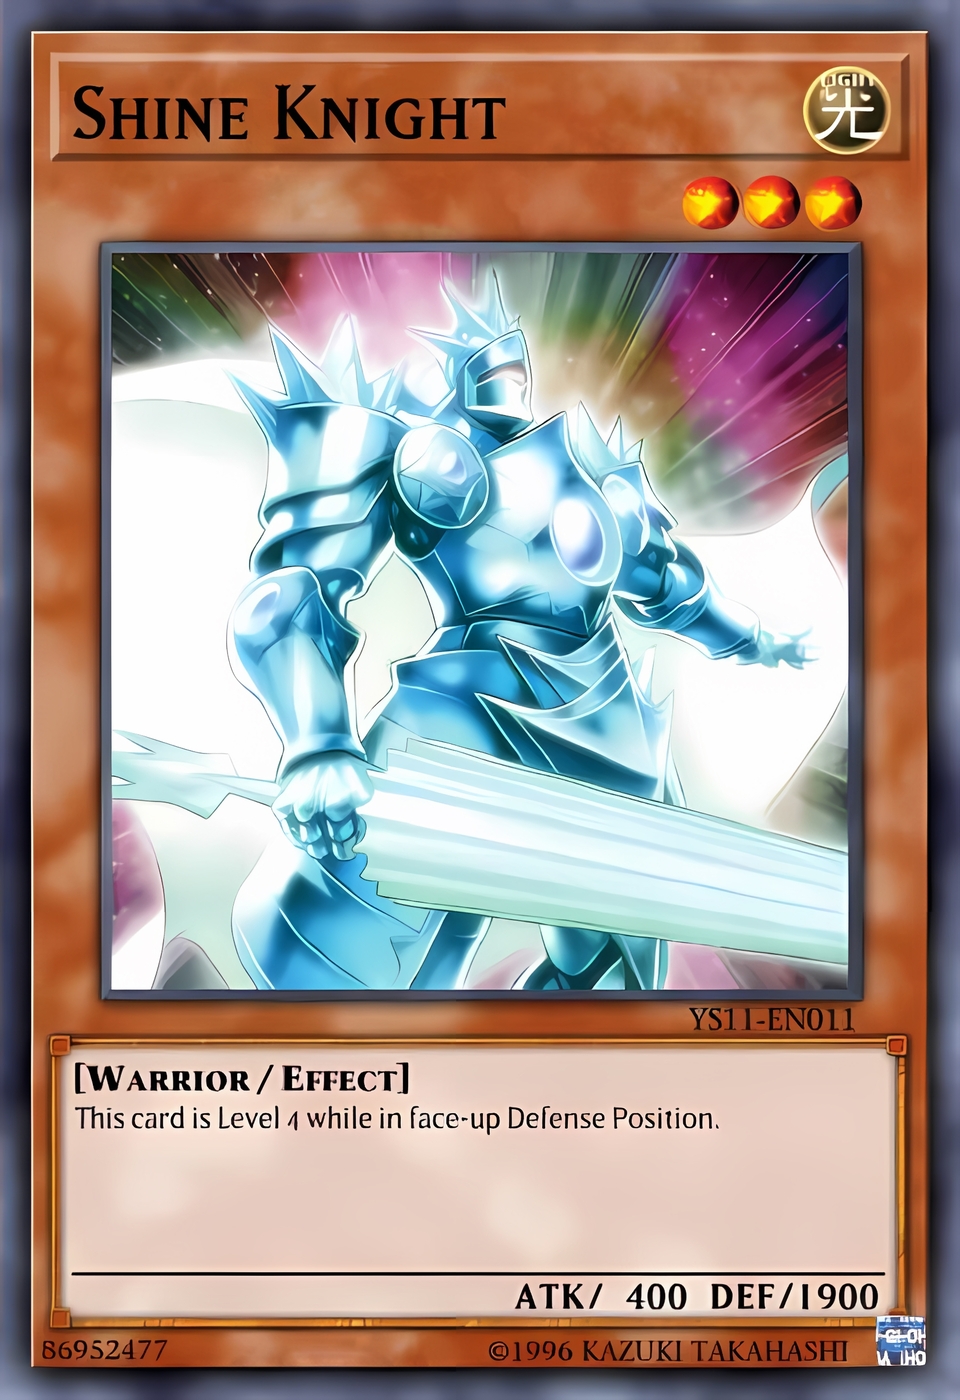 Shine Knight
光
YS11-EN011
[Warrior / Effect]
This card is Level 4 while in face-up Defense Position.
ATK/ 400 DEF/1900
86952477
©1996 KAZUKI TAKAHASHI